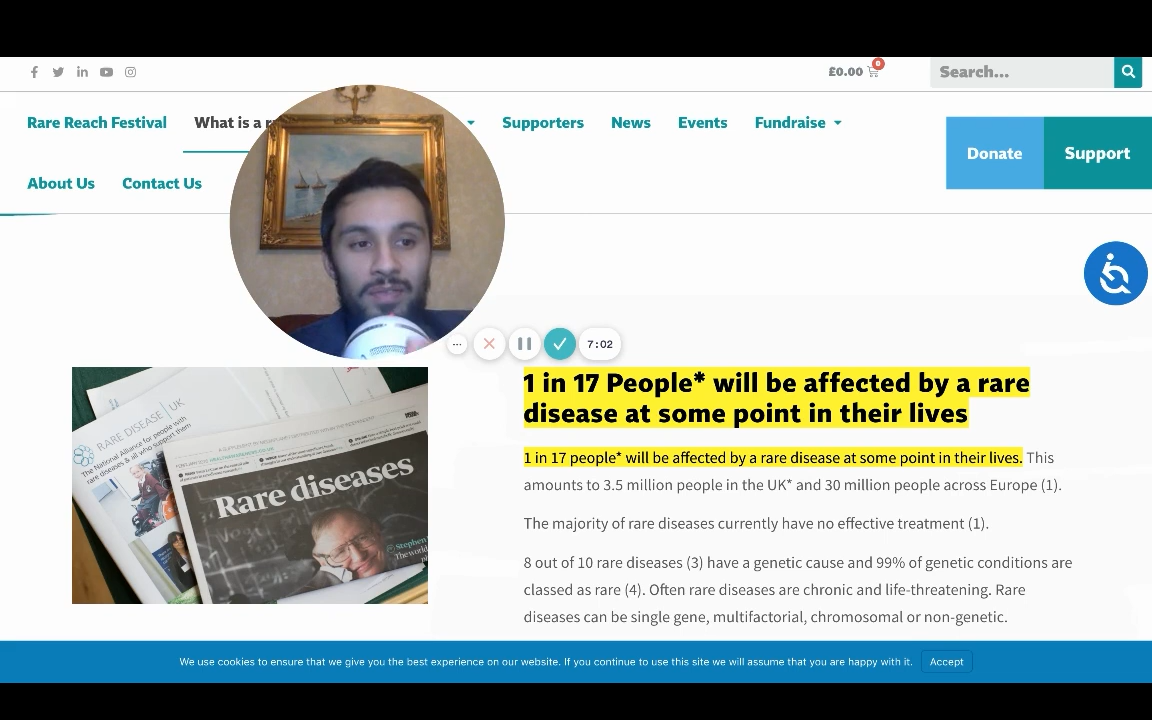 £0.00
0
Search...
Rare Reach Festival
What is a r
Supporters
News
Events
Fundraise
Donate
Support
About Us
Contact Us
7:02
1 in 17 People* will be affected by a rare
disease at some point in their lives
1 in 17 people* will be affected by a rare disease at some point in their lives. This
amounts to 3.5 million people in the UK* and 30 million people across Europe (1).
The majority of rare diseases currently have no effective treatment (1).
8 out of 10 rare diseases (3) have a genetic cause and 99% of genetic conditions are
classed as rare (4). Often rare diseases are chronic and life-threatening. Rare
diseases can be single gene, multifactorial, chromosomal or non-genetic.
RARE DISEASE UK
The National Alliance for people with
rare diseases & all who support them
Rare diseases
Stephen
The world
We use cookies to ensure that we give you the best experience on our website. If you continue to use this site we will assume that you are happy with it.
Accept